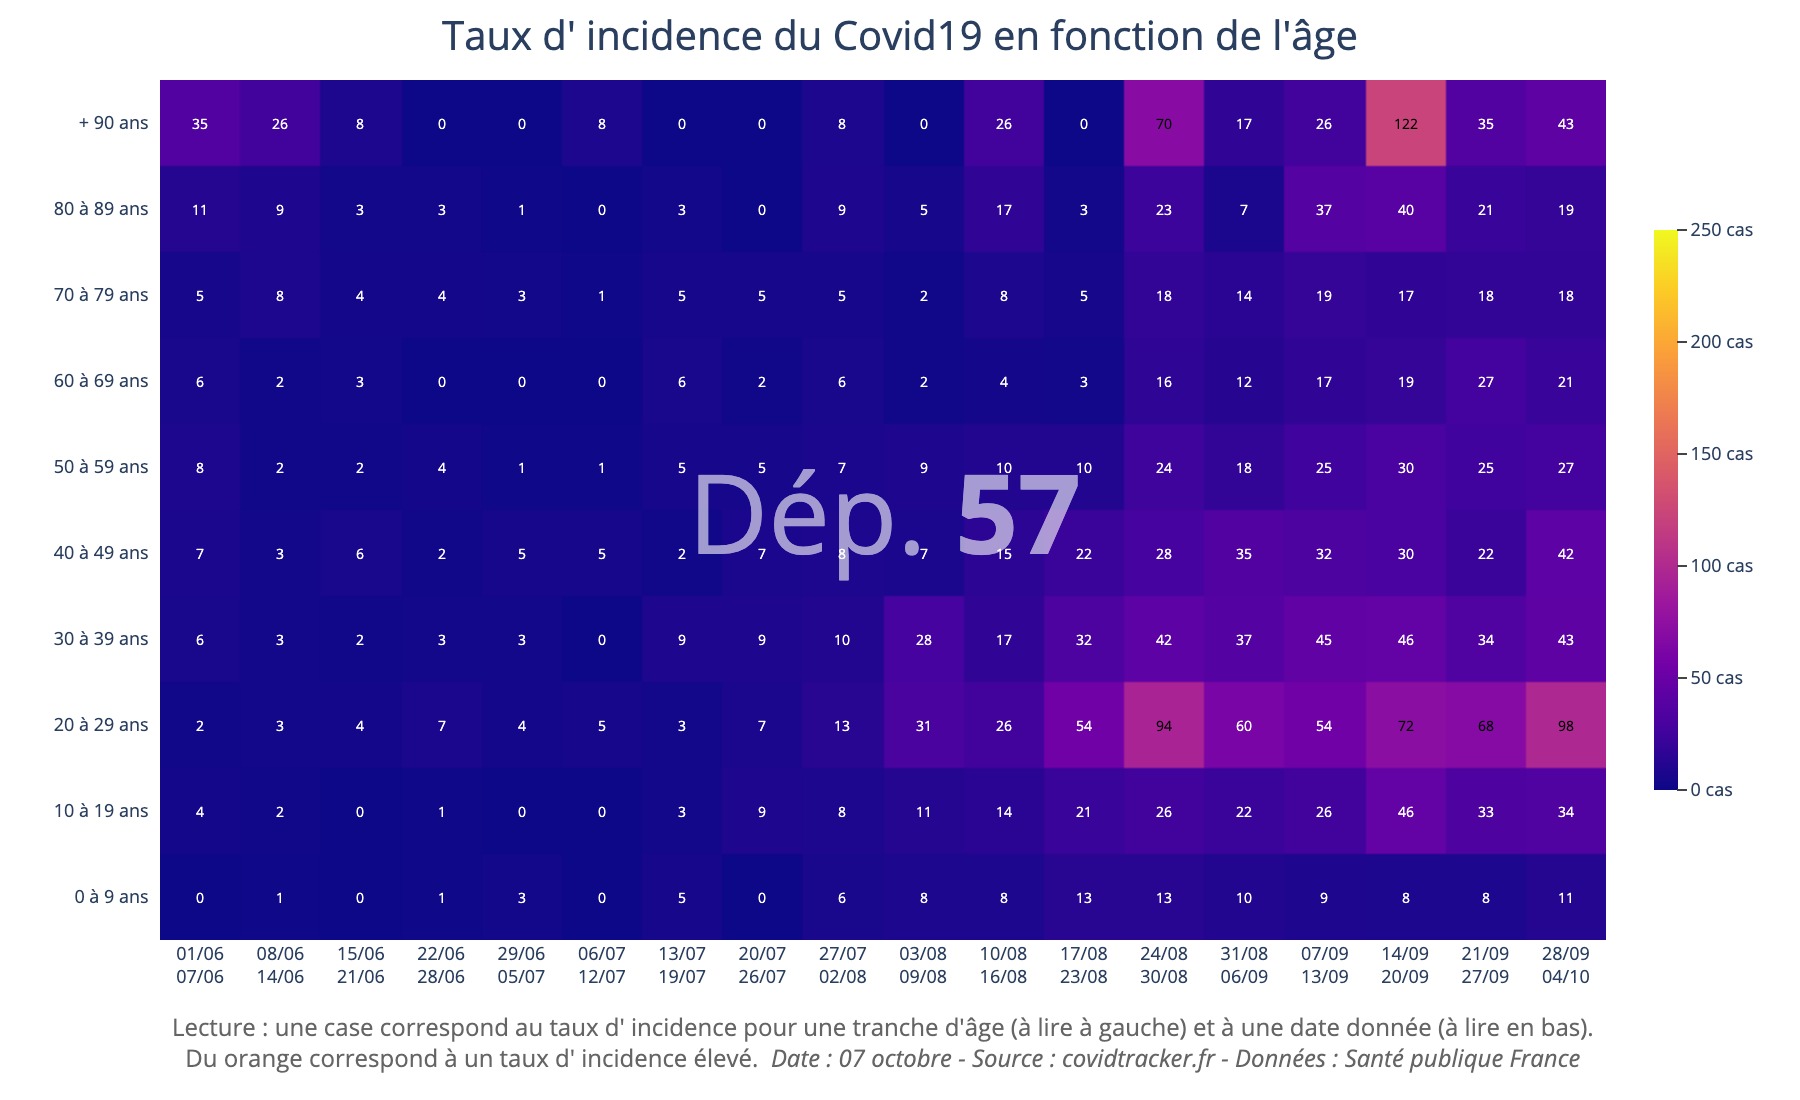 Taux d' incidence du Covid19 en fonction de l'âge
+ 90 ans 35 26 8 0 0 8 0 0 8 0 26 0 70 17 26 122 35 43
80 à 89 ans 11 9 3 3 1 0 3 0 9 5 17 3 23 7 37 40 21 19
70 à 79 ans 5 8 4 4 3 1 5 5 5 2 8 5 18 14 19 17 18 18
60 à 69 ans 6 2 3 0 0 0 6 2 6 2 4 3 16 12 17 19 27 21
50 à 59 ans 8 2 2 4 1 1 5 5 7 9 10 10 24 18 25 30 25 27
Dép. 57
40 à 49 ans 7 3 6 2 5 5 2 7 8 7 15 22 28 35 32 30 22 42
30 à 39 ans 6 3 2 3 3 0 9 9 10 28 17 32 42 37 45 46 34 43
20 à 29 ans 2 3 4 7 4 5 3 7 13 31 26 54 94 60 54 72 68 98
10 à 19 ans 4 2 0 1 0 0 3 9 8 11 14 21 26 22 26 46 33 34
0 à 9 ans 0 1 0 1 3 0 5 0 6 8 8 13 13 10 9 8 8 11
01/06 08/06 15/06 22/06 29/06 06/07 13/07 20/07 27/07 03/08 10/08 17/08 24/08 31/08 07/09 14/09 21/09 28/09
07/06 14/06 21/06 28/06 05/07 12/07 19/07 26/07 02/08 09/08 16/08 23/08 30/08 06/09 13/09 20/09 27/09 04/10
250 cas
200 cas
150 cas
100 cas
50 cas
0 cas
Lecture : une case correspond au taux d' incidence pour une tranche d'âge (à lire à gauche) et à une date donnée (à lire en bas).
Du orange correspond à un taux d' incidence élevé. Date : 07 octobre - Source : covidtracker.fr - Données : Santé publique France